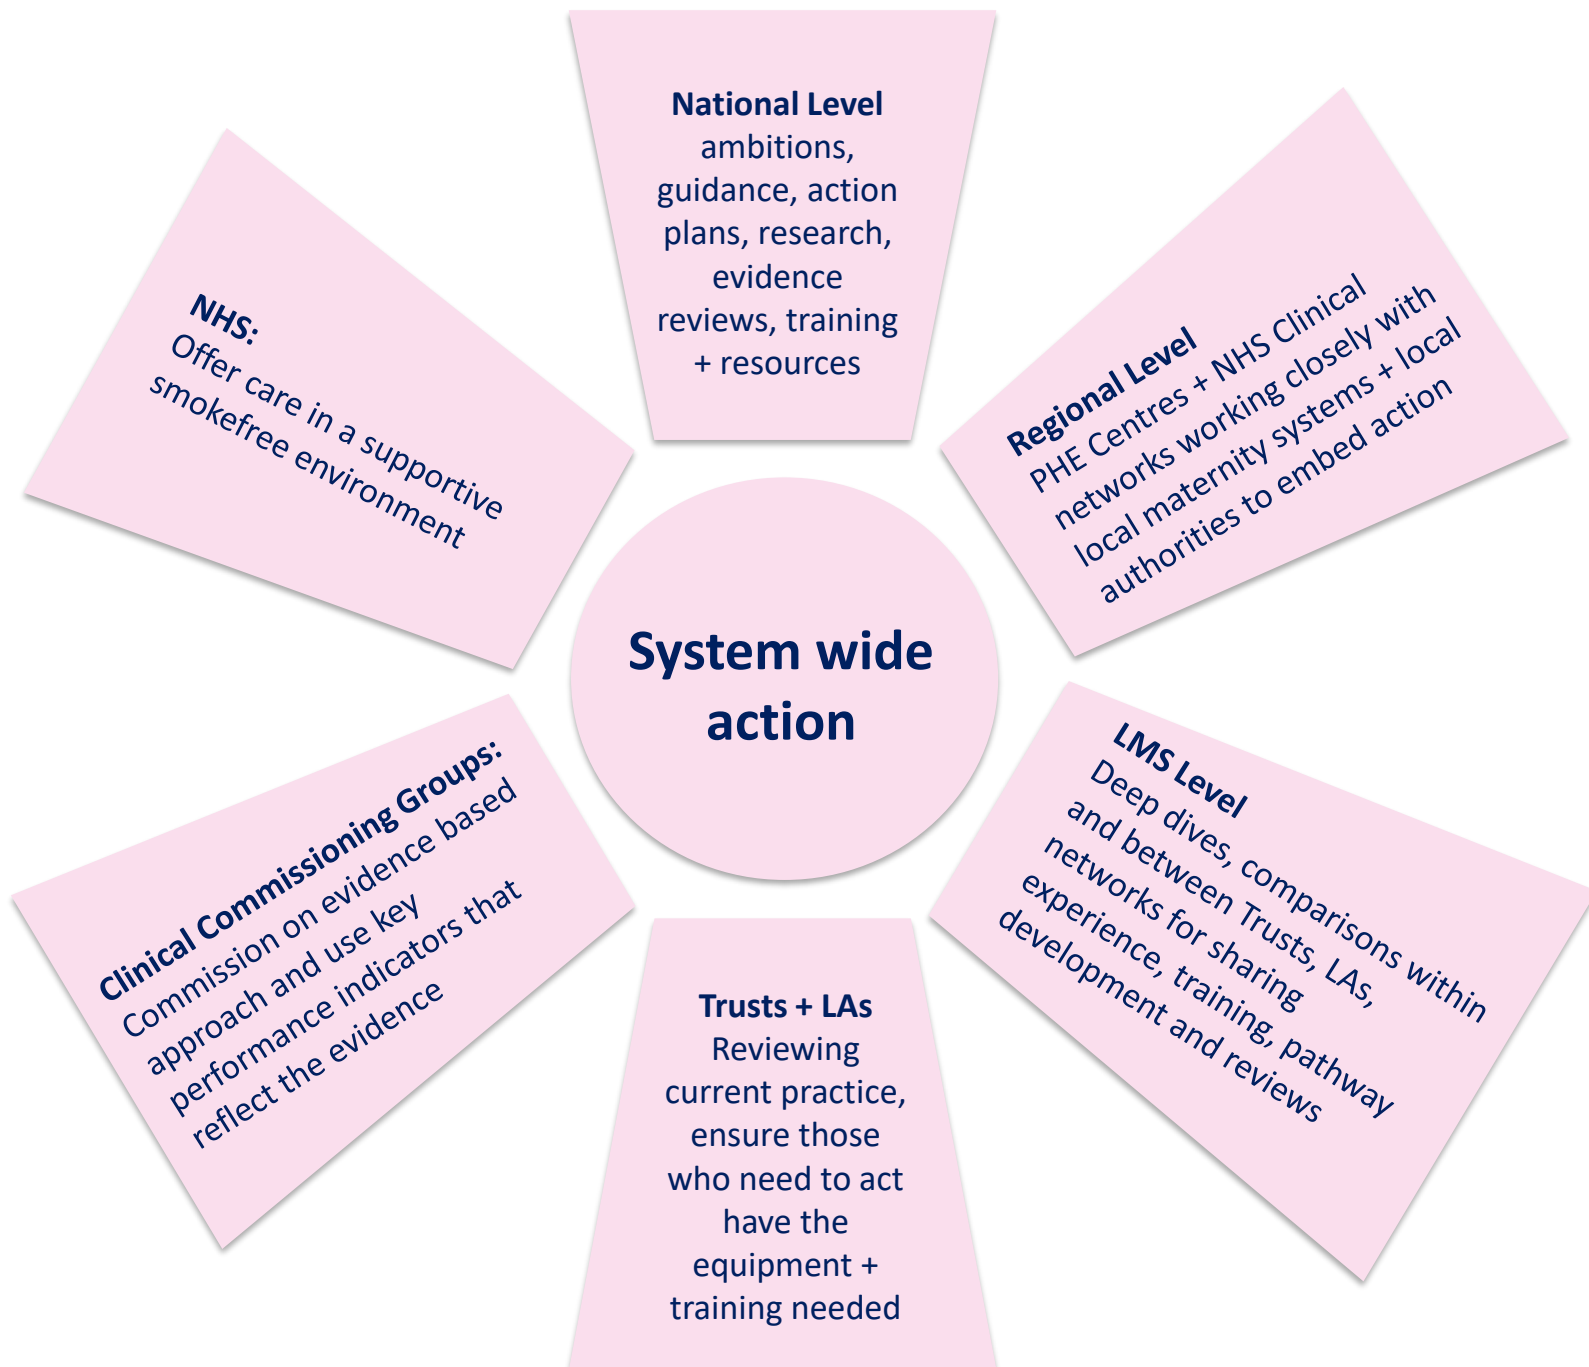 National Level
ambitions,
guidance, action
plans, research,
evidence
reviews, training
+ resources
Regional Level
PHE Centres + NHS Clinical
networks working closely with
local maternity systems + local
authorities to embed action
LMS Level
Deep dives, comparisons within
and between Trusts, LAs,
networks for sharing
experience, training, pathway
development and reviews
Trusts + LAs
Reviewing
current practice,
ensure those
who need to act
have the
equipment +
training needed
Clinical Commissioning Groups:
Commission on evidence based
approach and use key
performance indicators that
reflect the evidence
NHS:
Offer care in a supportive
smokefree environment
System wide
action